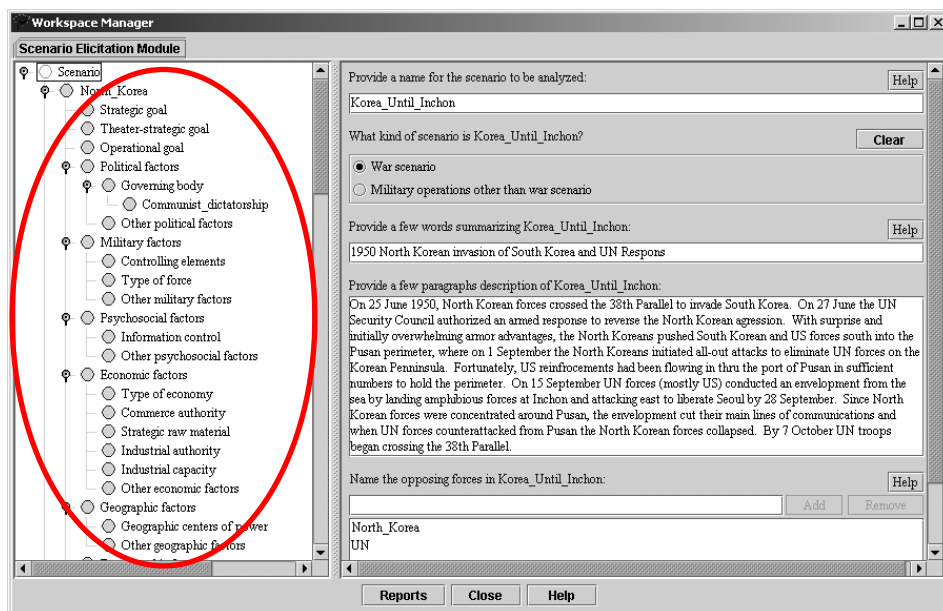 Workspace Manager
Scenario Elicitation Module
Scenario
North_Korea
Strategic goal
Theater-strategic goal
Operational goal
Political factors
Governing body
Communist_dictatorship
Other political factors
Military factors
Controlling elements
Type of force
Other military factors
Psychosocial factors
Information control
Other psychosocial factors
Economic factors
Type of economy
Commerce authority
Strategic raw material
Industrial authority
Industrial capacity
Other economic factors
Geographic factors
Geographic centers of power
Other geographic factors
Provide a name for the scenario to be analyzed:
Help
Korea_Until_Inchon
What kind of scenario is Korea_Until_Inchon?
Clear
War scenario
Military operations other than war scenario
Provide a few words summarizing Korea_Until_Inchon:
Help
1950 North Korean invasion of South Korea and UN Respons
Provide a few paragraphs description of Korea_Until_Inchon:
On 25 June 1950, North Korean forces crossed the 38th Parallel to invade South Korea. On 27 June the UN
Security Council authorized an armed response to reverse the North Korean agression. With surprise and
initially overwhelming armor advantages, the North Koreans pushed South Korean and US forces south into the
Pusan perimeter, where on 1 September the North Koreans initiated all-out attacks to eliminate UN forces on the
Korean Penninsula. Fortunately, US reinfrocements had been flowing in thru the port of Pusan in sufficient
numbers to hold the perimeter. On 15 September UN forces (mostly US) conducted an envelopment from the
sea by landing amphibious forces at Inchon and attacking east to liberate Seoul by 28 September. Since North
Korean forces were concentrated around Pusan, the envelopment cut their main lines of communications and
when UN forces counterattacked from Pusan the North Korean forces collapsed. By 7 October UN troops
began crossing the 38th Parallel.
Name the opposing forces in Korea_Until_Inchon:
Help
Add
Remove
North_Korea
UN
Reports
Close
Help